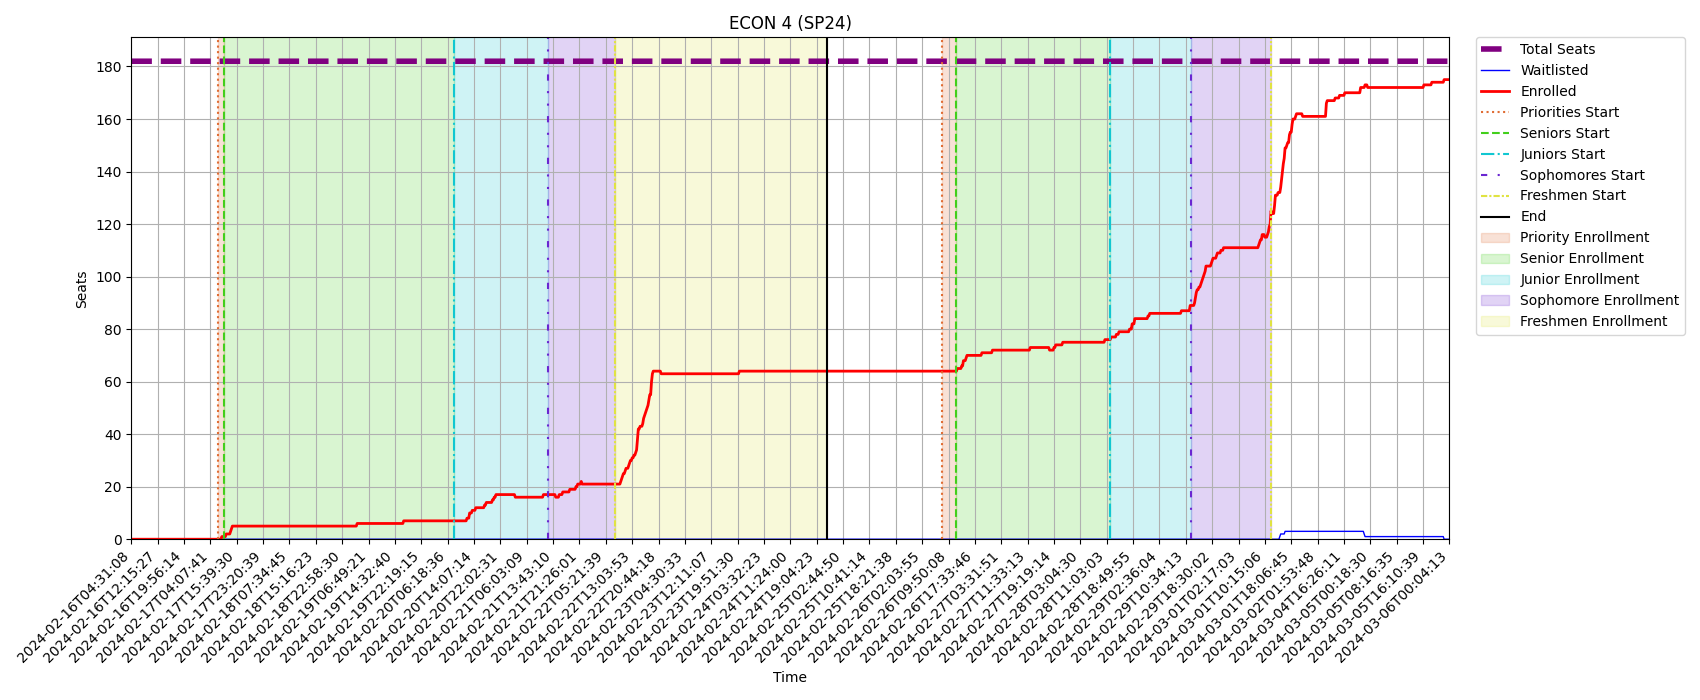 ECON 4 (SP24)
Seats
180
160
140
120
100
80
60
40
20
0
2024-02-16T04:31:08
2024-02-16T12:15:27
2024-02-16T19:56:14
2024-02-17T04:07:41
2024-02-17T15:39:30
2024-02-17T23:20:39
2024-02-18T07:34:45
2024-02-18T15:16:23
2024-02-18T22:58:30
2024-02-19T06:49:21
2024-02-19T14:32:40
2024-02-19T22:19:15
2024-02-20T06:18:36
2024-02-20T14:07:14
2024-02-20T22:02:31
2024-02-21T06:03:09
2024-02-21T13:43:10
2024-02-21T21:26:01
2024-02-22T05:21:39
2024-02-22T13:03:53
2024-02-22T20:44:18
2024-02-23T04:30:33
2024-02-23T12:11:07
2024-02-23T19:51:30
2024-02-24T03:32:23
2024-02-24T11:24:00
2024-02-24T19:04:23
2024-02-25T02:44:50
2024-02-25T10:41:14
2024-02-25T18:21:38
2024-02-26T02:03:55
2024-02-26T09:50:08
2024-02-26T17:33:46
2024-02-27T03:31:51
2024-02-27T11:33:13
2024-02-27T19:19:14
2024-02-28T03:04:30
2024-02-28T11:03:03
2024-02-28T18:49:55
2024-02-29T02:36:04
2024-02-29T10:34:13
2024-02-29T18:30:02
2024-03-01T02:17:03
2024-03-01T10:15:06
2024-03-01T18:06:45
2024-03-02T01:53:48
2024-03-04T16:26:11
2024-03-05T00:18:30
2024-03-05T08:16:35
2024-03-05T16:10:39
2024-03-06T00:04:13
Time
Total Seats
Waitlisted
Enrolled
Priorities Start
Seniors Start
Juniors Start
Sophomores Start
Freshmen Start
End
Priority Enrollment
Senior Enrollment
Junior Enrollment
Sophomore Enrollment
Freshmen Enrollment